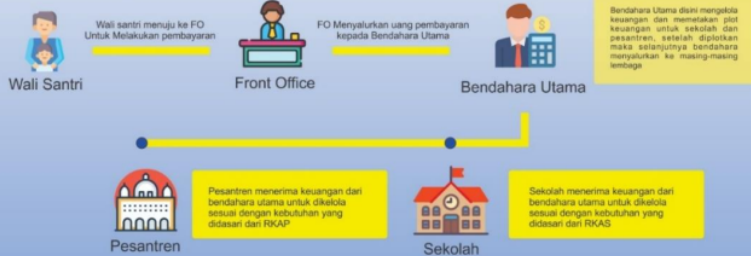 Wali santri menuju ke FO
Untuk Melakukan pembayaran
FO Menyalurkan uang pembayaran
kepada Bendahara Utama
Bendahara Utama disini mengelola
keuangan dan memetakan plot
keuangan untuk sekolah dan
pesantren, setelah diplotkan
maka selanjutnya bendahara
menyalurkan ke masing-masing
lembaga
Wali Santri
Front Office
Bendahara Utama
Pesantren menerima keuangan dari
bendahara utama untuk dikelola
sesuai dengan kebutuhan yang
didasari dari RKAP
Sekolah menerima keuangan dari
bendahara utama untuk dikelola
sesuai dengan kebutuhan yang
didasari dari RKAS
Pesantren
Sekolah